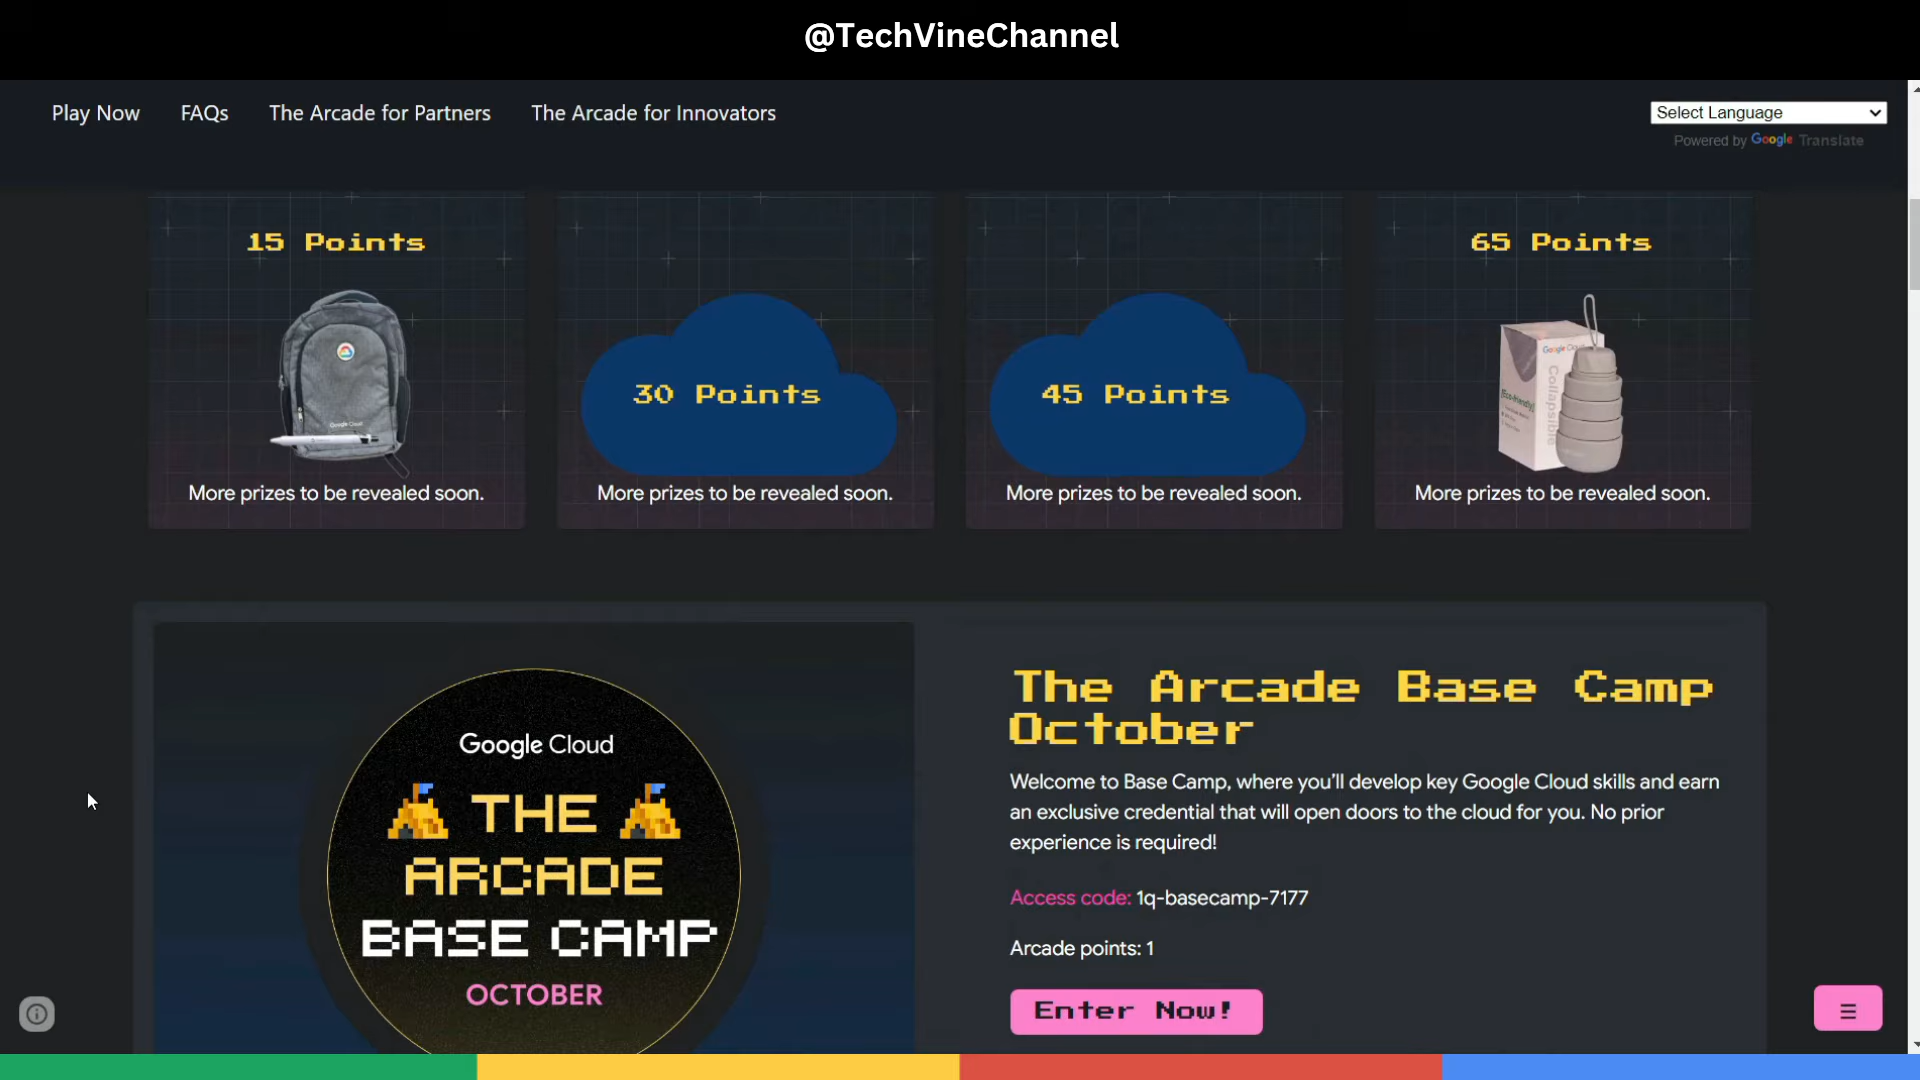 @TechVineChannel
Play Now FAQs The Arcade for Partners The Arcade for Innovators
Select Language
Powered by Google Translate
15 Points
65 Points
30 Points
45 Points
Google Cloud
Google Cloud
Collapsible
More prizes to be revealed soon.
More prizes to be revealed soon.
More prizes to be revealed soon.
More prizes to be revealed soon.
Google Cloud
THE
ARCADE
BASE CAMP
OCTOBER
The Arcade Base Camp
October
Welcome to Base Camp, where you’ll develop key Google Cloud skills and earn
an exclusive credential that will open doors to the cloud for you. No prior
experience is required!
Access code: 1q-basecamp-7177
Arcade points: 1
Enter Now!